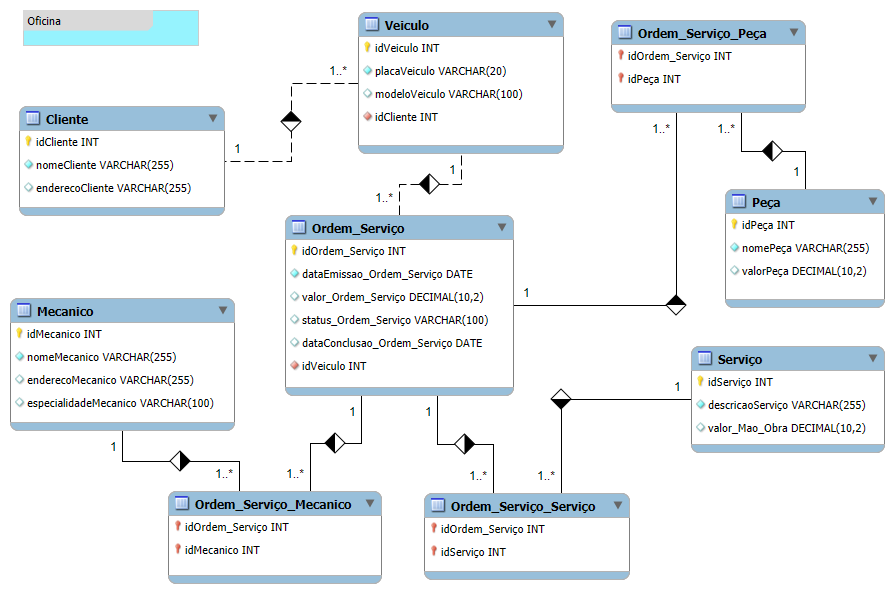 Oficina
Veiculo
idVeiculo INT
placaVeiculo VARCHAR(20)
modeloVeiculo VARCHAR(100)
idCliente INT
Ordem_Serviço_Peça
idOrdem_Serviço INT
idPeça INT
Cliente
idCliente INT
nomeCliente VARCHAR(255)
enderecoCliente VARCHAR(255)
1
1..*
1
1..*
1..*
1..*
1
Peça
idPeça INT
nomePeça VARCHAR(255)
valorPeça DECIMAL(10,2)
Ordem_Serviço
idOrdem_Serviço INT
dataEmissao_Ordem_Serviço DATE
valor_Ordem_Serviço DECIMAL(10,2)
status_Ordem_Serviço VARCHAR(100)
dataConclusao_Ordem_Serviço DATE
idVeiculo INT
1
Mecanico
idMecanico INT
nomeMecanico VARCHAR(255)
enderecoMecanico VARCHAR(255)
especialidadeMecanico VARCHAR(100)
Serviço
idServiço INT
descricaoServiço VARCHAR(255)
valor_Mao_Obra DECIMAL(10,2)
1
1
1
1
1..*
1..*
1..*
1..*
Ordem_Serviço_Mecanico
idOrdem_Serviço INT
idMecanico INT
Ordem_Serviço_Serviço
idOrdem_Serviço INT
idServiço INT